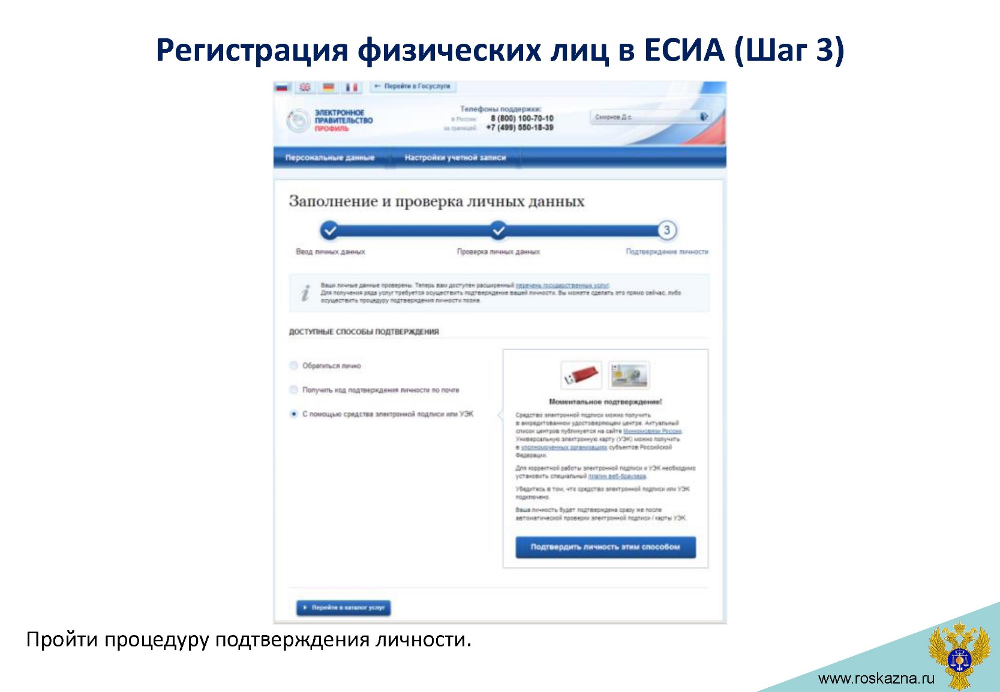 Регистрация физических лиц в ЕСИА (Шаг 3)
← Перейти в Госуслуги
ЭЛЕКТРОННОЕ
ПРАВИТЕЛЬСТВО
ПРОФИЛЬ
Телефоны поддержки:
в России: 8 (800) 100-70-10
за границей: +7 (499) 550-18-39
Смирнов Д.с.
Персональные данные Настройки учетной записи
Заполнение и проверка личных данных
3
Ввод личных данных Проверка личных данных Подтверждение личности
i
Ваши личные данные проверены. Теперь вам доступен расширенный перечень государственных услуг.
Для получения ряда услуг требуется осуществить подтверждение вашей личности. Вы можете сделать это прямо сейчас, либо
осуществить процедуру подтверждения личности позже.
ДОСТУПНЫЕ СПОСОБЫ ПОДТВЕРЖДЕНИЯ
Обратиться лично
Получить код подтверждения личности по почте
С помощью средства электронной подписи или УЭК
Моментальное подтверждение!
Средство электронной подписи можно получить
в аккредитованном удостоверяющем центре. Актуальный
список центров публикуется на сайте Минкомсвязи России.
Универсальную электронную карту (УЭК) можно получить
в уполномоченных организациях субъектов Российской
Федерации.
Для корректной работы электронной подписи и УЭК необходимо
установить специальный плагин веб-браузера.
Убедитесь в том, что средство электронной подписи или УЭК
подключено.
Ваша личность будет подтверждена сразу же после
автоматической проверки электронной подписи / карты УЭК.
Подтвердить личность этим способом
Перейти в каталог услуг
Пройти процедуру подтверждения личности.
www.roskazna.ru